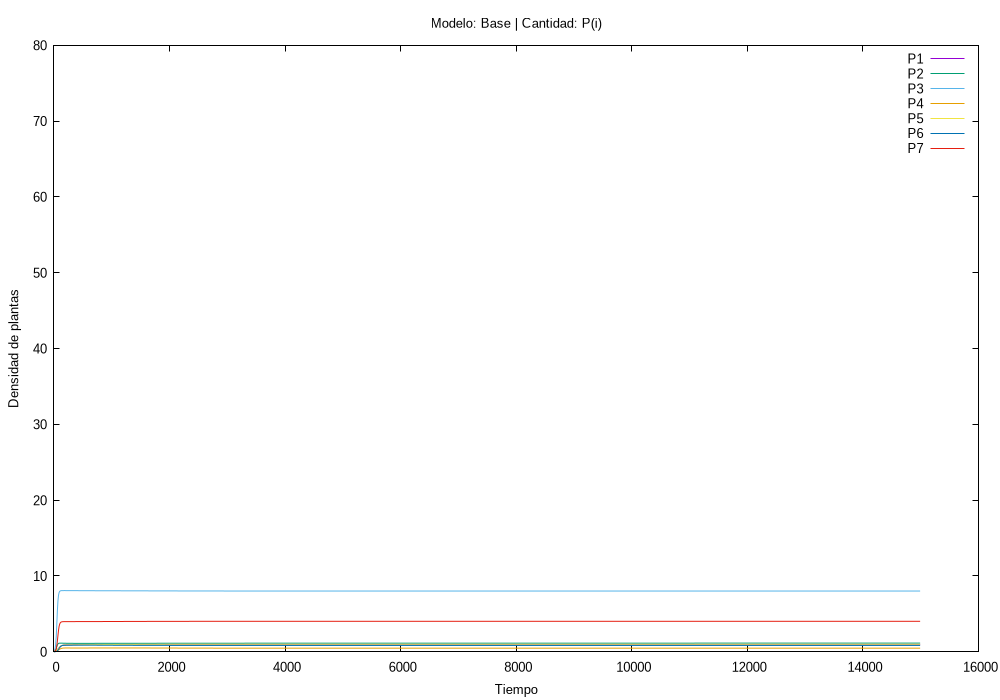 Modelo: Base | Cantidad: P(i)
80
70
60
50
40
30
20
10
0
Densidad de plantas
P1
P2
P3
P4
P5
P6
P7
0 2000 4000 6000 8000 10000 12000 14000 16000
Tiempo